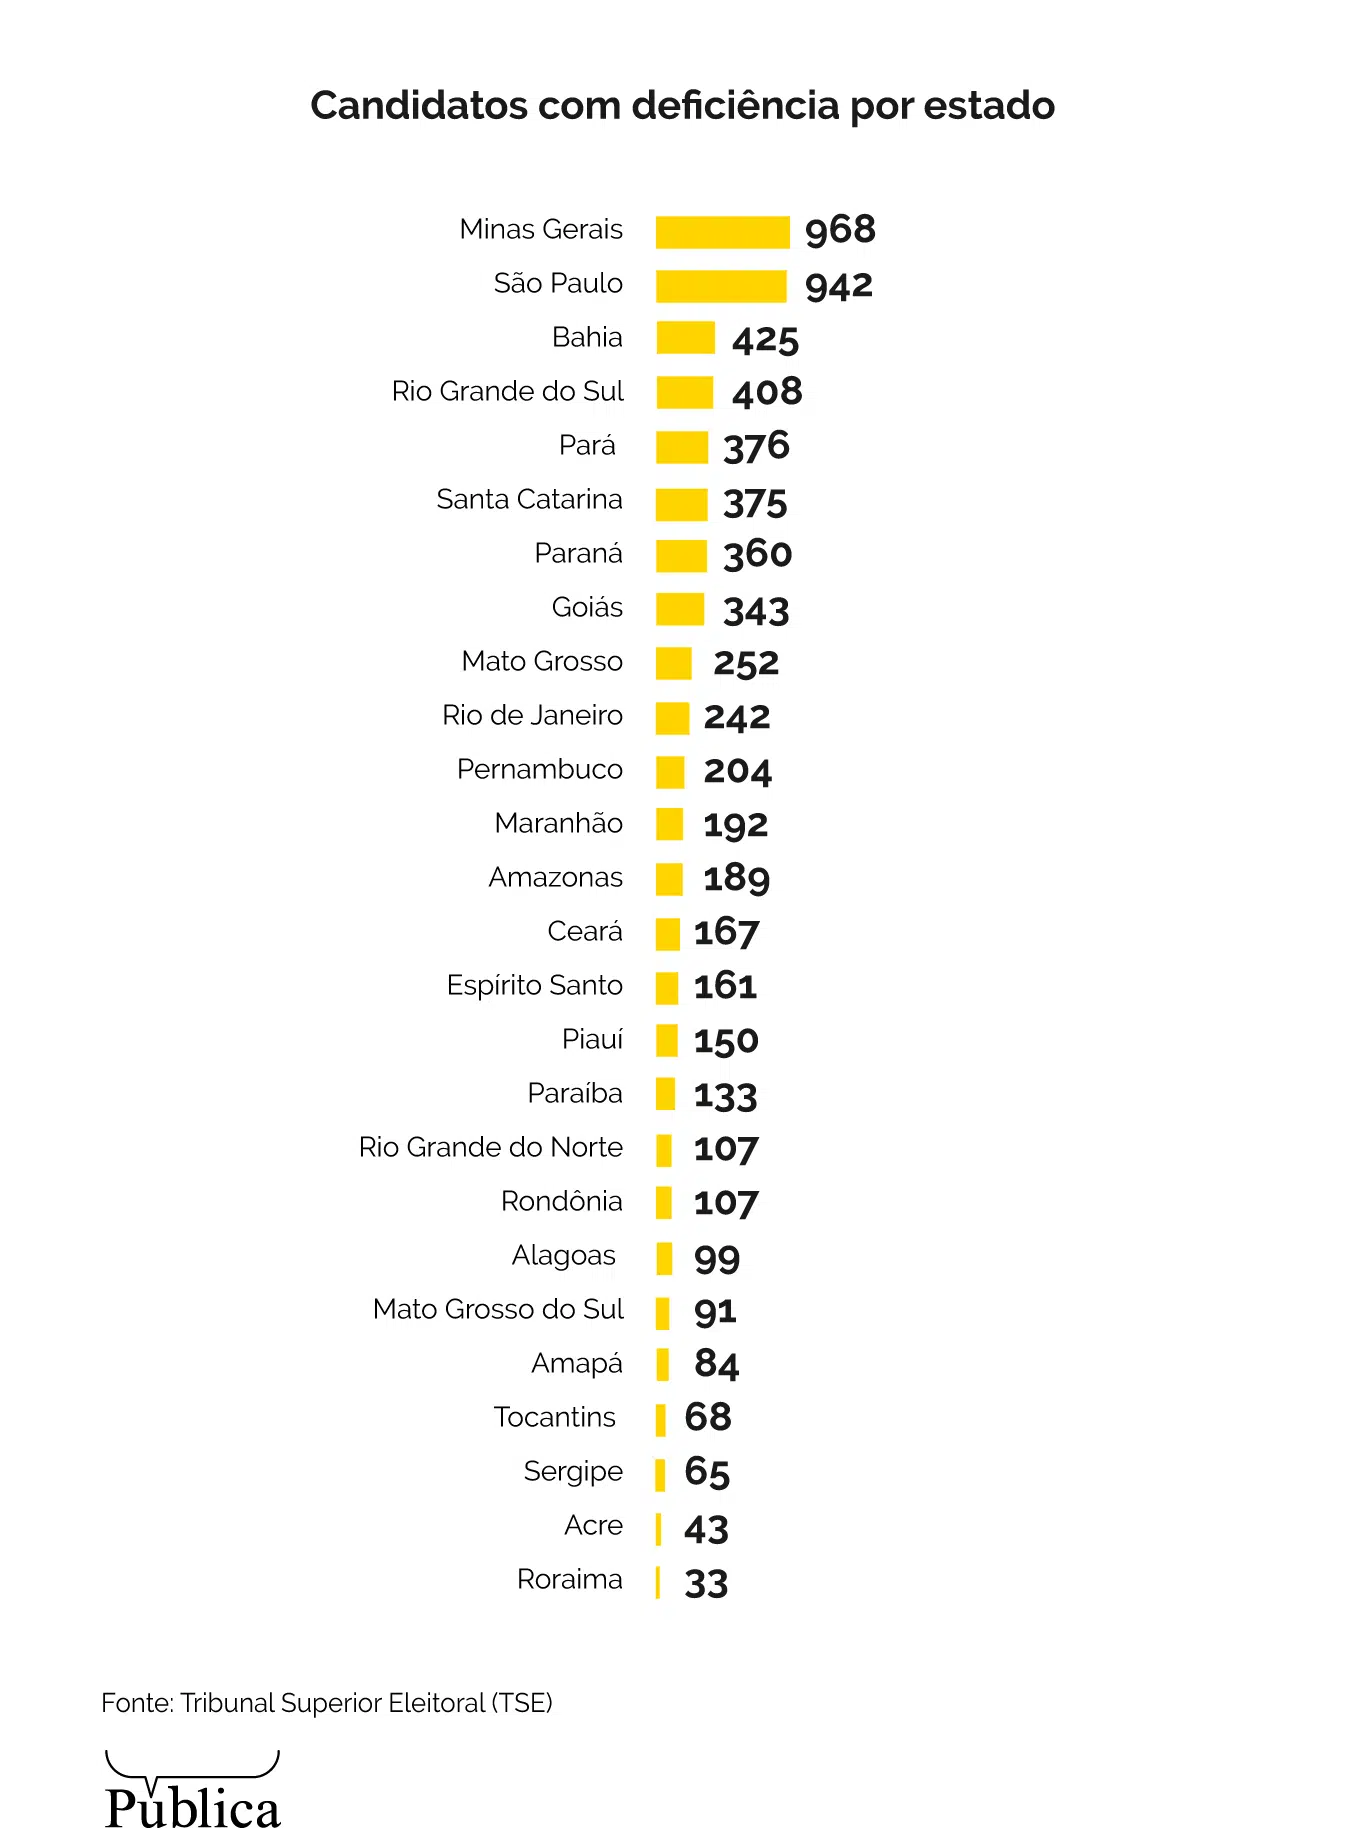 Candidatos com deficiência por estado
Minas Gerais 968
São Paulo 942
Bahia 425
Rio Grande do Sul 408
Pará 376
Santa Catarina 375
Paraná 360
Goiás 343
Mato Grosso 252
Rio de Janeiro 242
Pernambuco 204
Maranhão 192
Amazonas 189
Ceará 167
Espírito Santo 161
Piauí 150
Paraíba 133
Rio Grande do Norte 107
Rondônia 107
Alagoas 99
Mato Grosso do Sul 91
Amapá 84
Tocantins 68
Sergipe 65
Acre 43
Roraima 33
Fonte: Tribunal Superior Eleitoral (TSE)
Pública